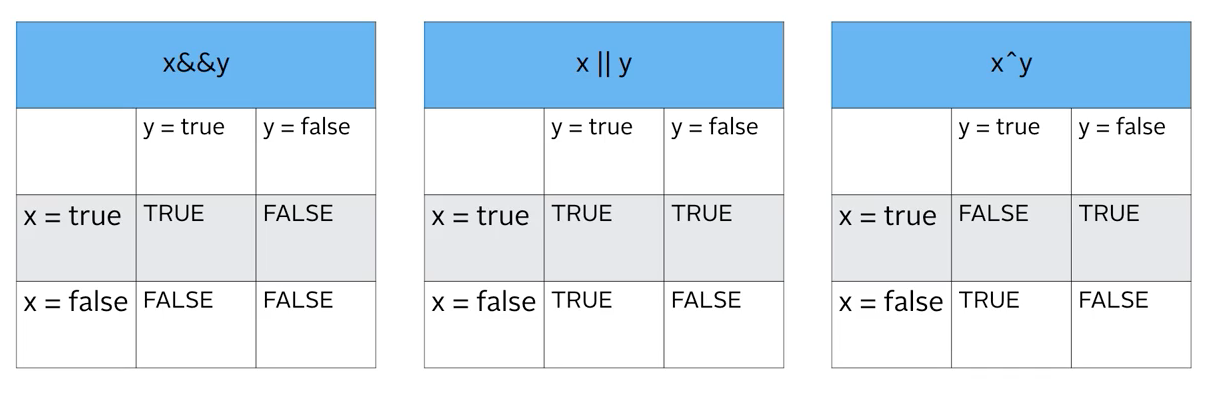 x&&y
y = true y = false
x = true TRUE FALSE
x = false FALSE FALSE
x || y
y = true y = false
x = true TRUE TRUE
x = false TRUE FALSE
x^y
y = true y = false
x = true FALSE TRUE
x = false TRUE FALSE